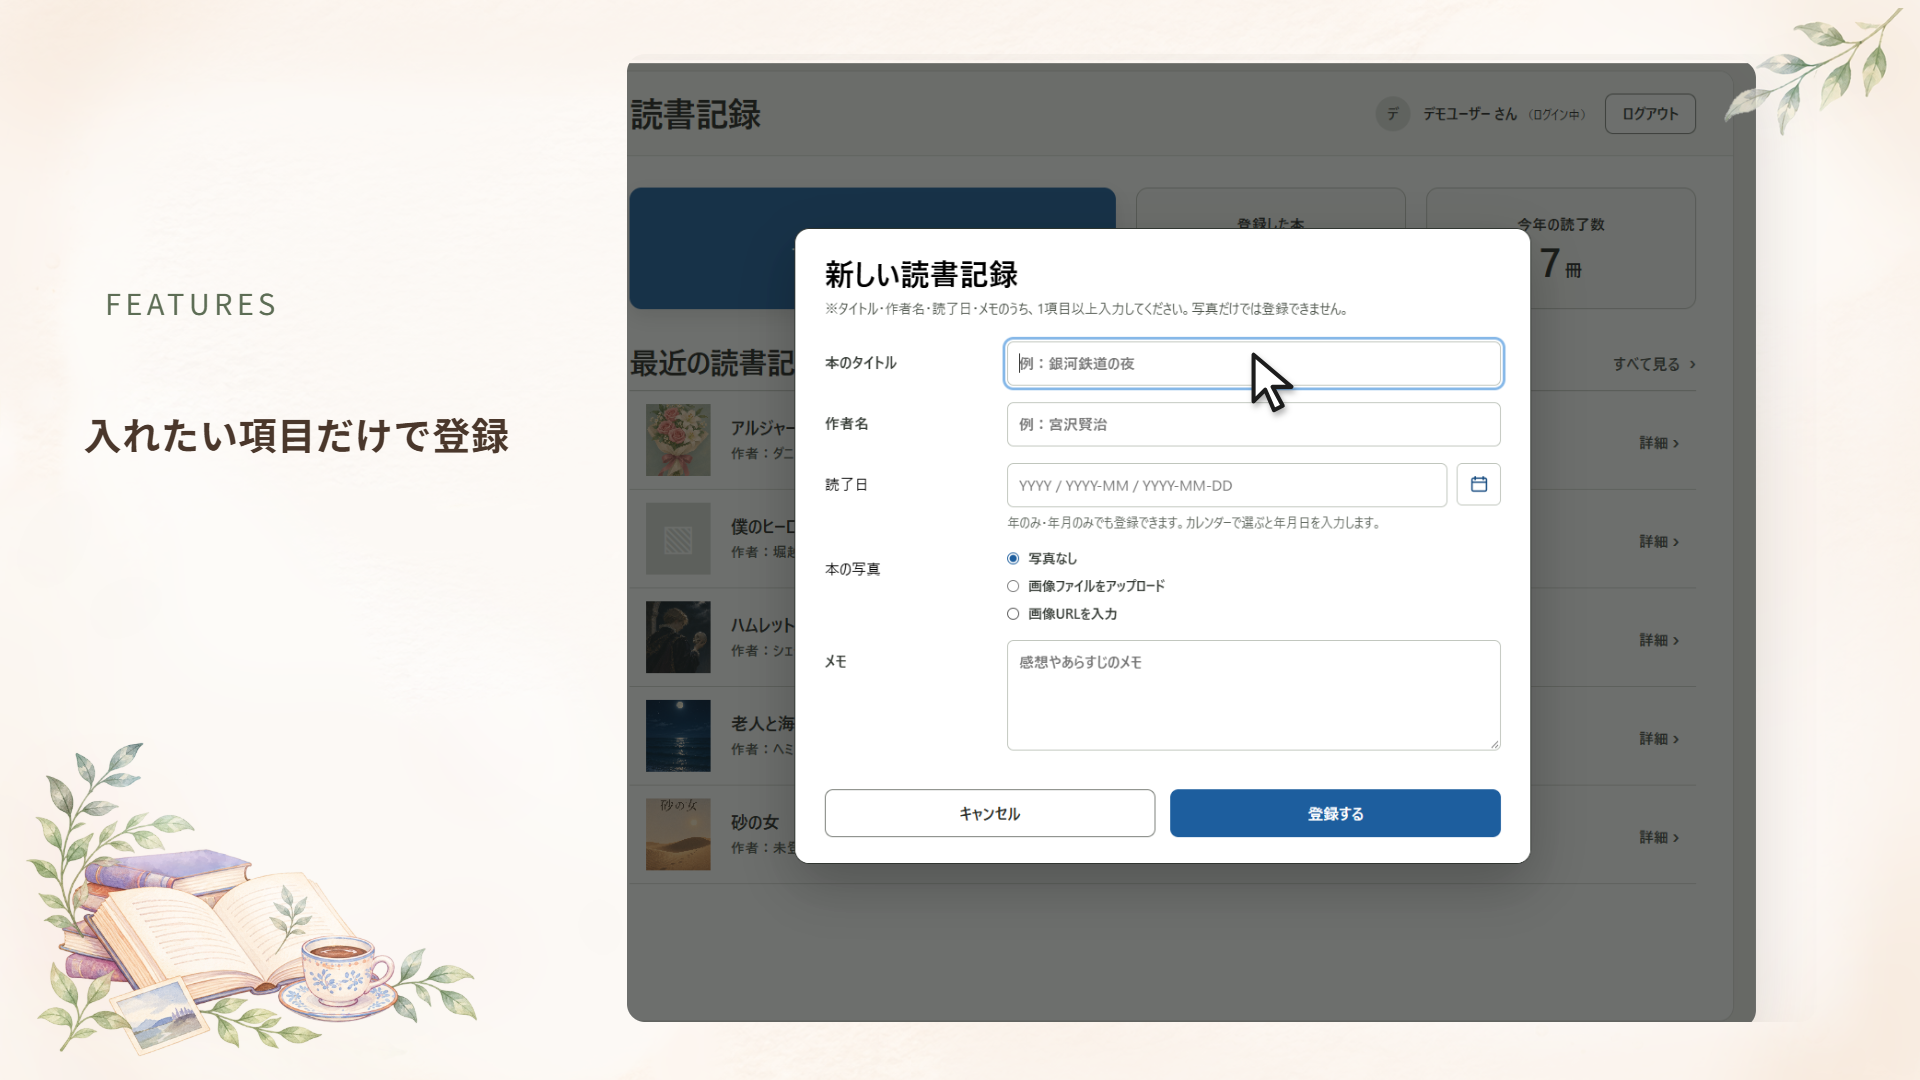 FEATURES
入れたい項目だけで登録
読書記録
デ
デモユーザー さん (ログイン中)
ログアウト
登録した本
今年の読了数
7 冊
最近の読書記
すべて見る ›
アルジャー
作者：ダニ
詳細 ›
僕のヒーロ
作者：堀越
詳細 ›
ハムレット
作者：シェ
詳細 ›
老人と海
作者：ヘミ
詳細 ›
砂の女
砂の女
作者：未登
詳細 ›
新しい読書記録
※タイトル・作者名・読了日・メモのうち、1項目以上入力してください。写真だけでは登録できません。
本のタイトル
例：銀河鉄道の夜
作者名
例：宮沢賢治
読了日
YYYY / YYYY-MM / YYYY-MM-DD
年のみ・年月のみでも登録できます。カレンダーで選ぶと年月日を入力します。
本の写真
写真なし
画像ファイルをアップロード
画像URLを入力
メモ
感想やあらすじのメモ
キャンセル
登録する